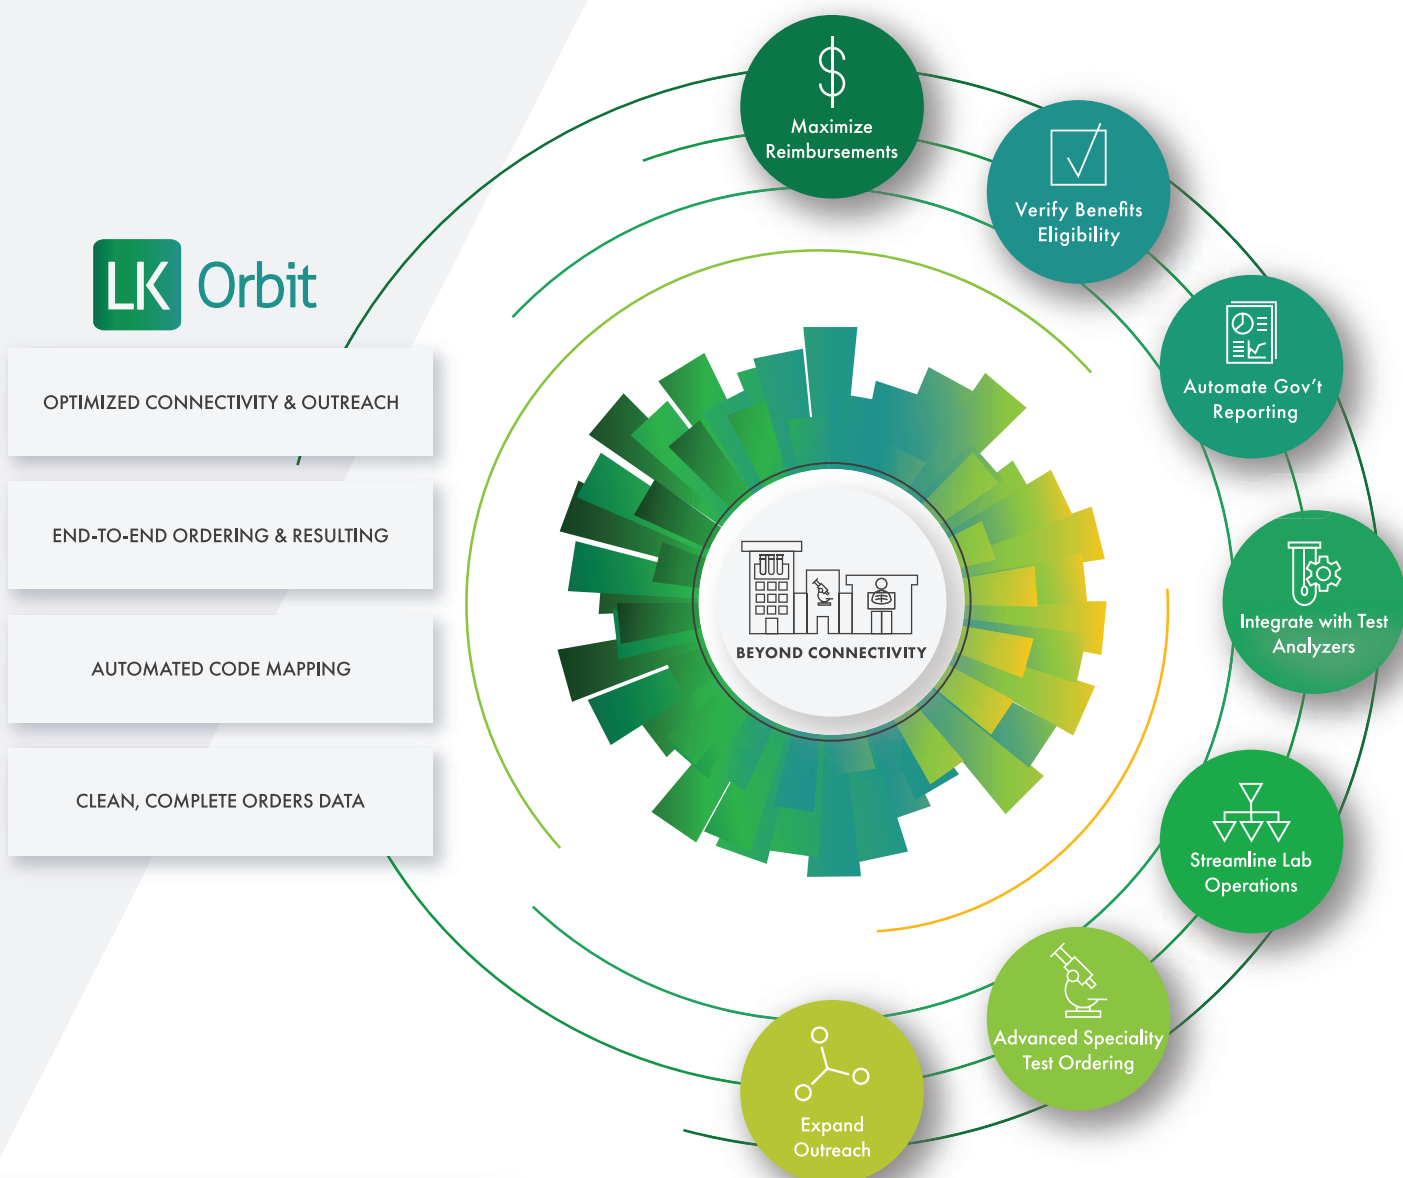 LK Orbit
OPTIMIZED CONNECTIVITY & OUTREACH
END-TO-END ORDERING & RESULTING
AUTOMATED CODE MAPPING
CLEAN, COMPLETE ORDERS DATA
BEYOND CONNECTIVITY
$
Maximize
Reimbursements
Verify Benefits
Eligibility
Automate Gov't
Reporting
Integrate with Test
Analyzers
Streamline Lab
Operations
Advanced Speciality
Test Ordering
Expand
Outreach